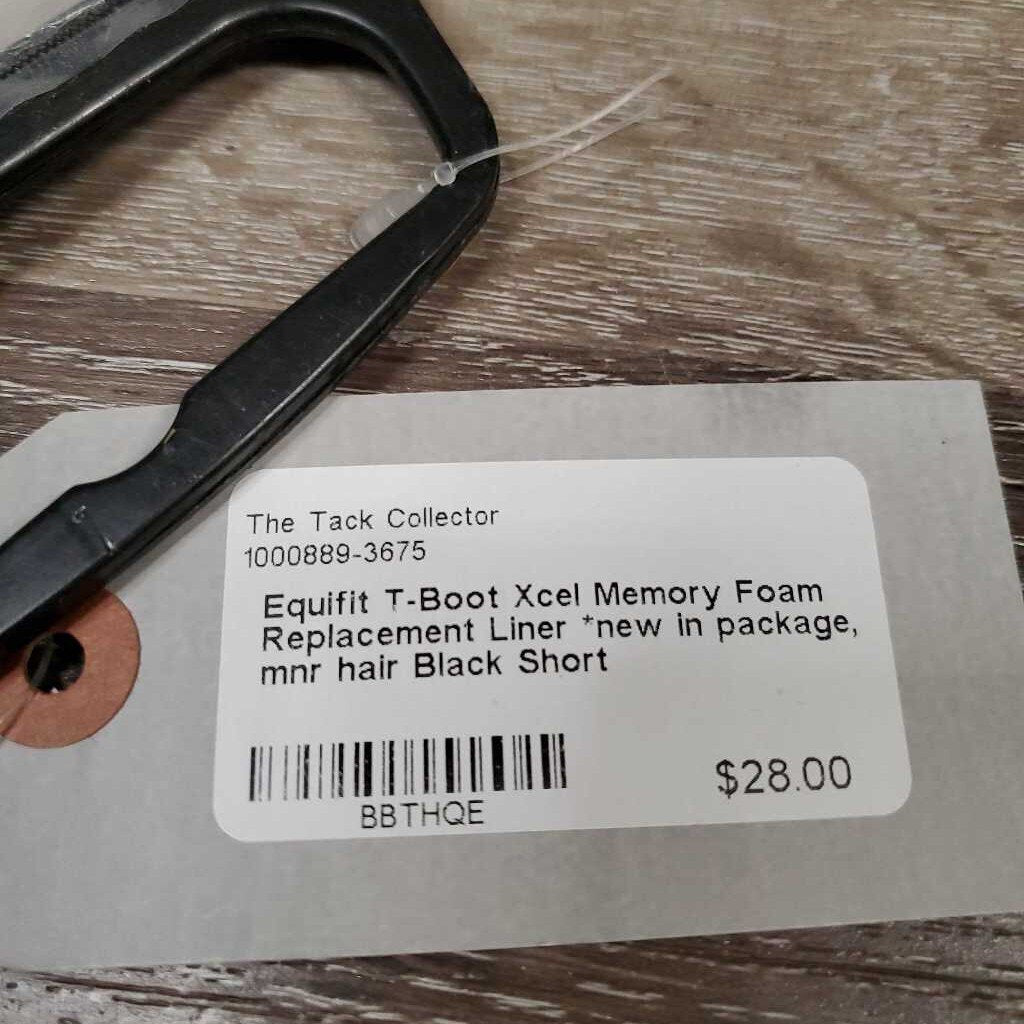 The Tack Collector
1000889-3675
Equifit T-Boot Xcel Memory Foam
Replacement Liner *new in package,
mnr hair Black Short
BBTHQE
$28.00